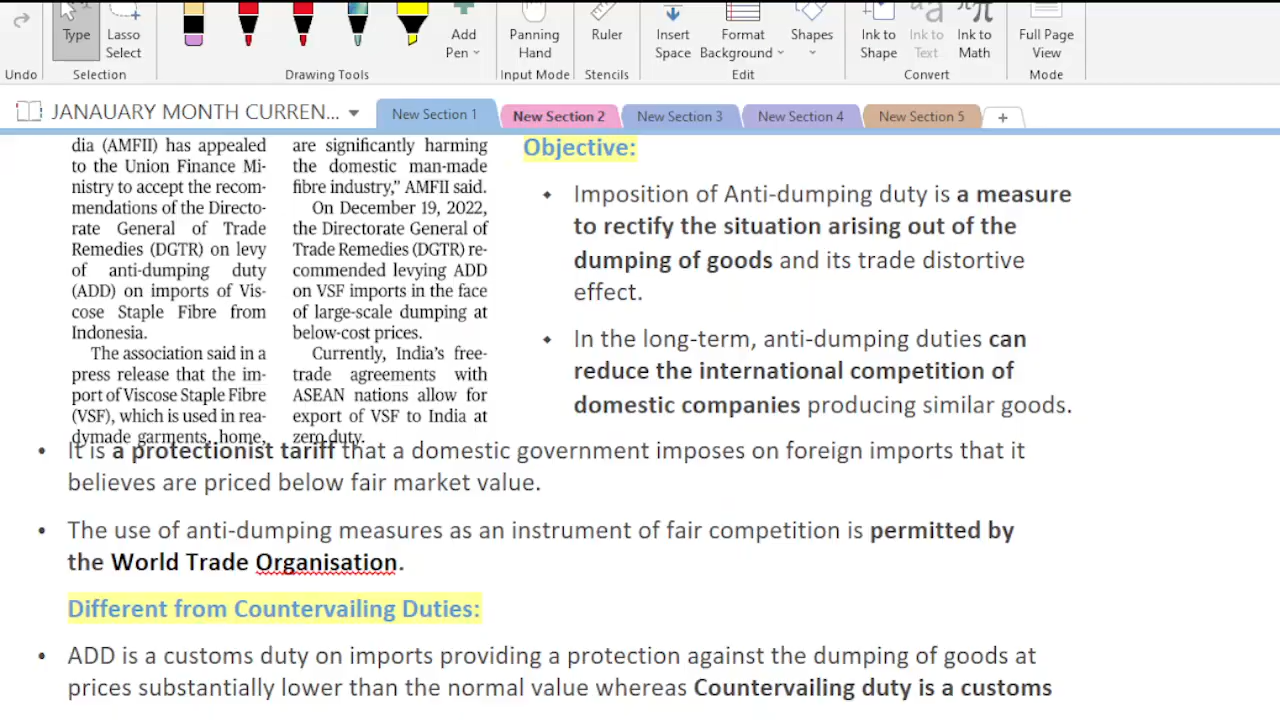 Type
Lasso
Select
Add
Pen
Panning
Hand
Ruler
Insert
Space
Format
Background
Shapes
Ink to
Shape
Ink to
Text
Ink to
Math
Full Page
View
Undo
Selection
Drawing Tools
Input Mode
Stencils
Edit
Convert
Mode
JANAUARY MONTH CURREN...
New Section 1
New Section 2
New Section 3
New Section 4
New Section 5
+
dia (AMFII) has appealed
to the Union Finance Mi-
nistry to accept the recom-
mendations of the Directo-
rate General of Trade
Remedies (DGTR) on levy
of anti-dumping duty
(ADD) on imports of Vis-
cose Staple Fibre from
Indonesia.
The association said in a
press release that the im-
port of Viscose Staple Fibre
(VSF), which is used in rea-
dymade garments, home,
are significantly harming
the domestic man-made
fibre industry,” AMFII said.
On December 19, 2022,
the Directorate General of
Trade Remedies (DGTR) re-
commended levying ADD
on VSF imports in the face
of large-scale dumping at
below-cost prices.
Currently, India’s free-
trade agreements with
ASEAN nations allow for
export of VSF to India at
zero duty.
Objective:
Imposition of Anti-dumping duty is a measure
to rectify the situation arising out of the
dumping of goods and its trade distortive
effect.
In the long-term, anti-dumping duties can
reduce the international competition of
domestic companies producing similar goods.
It is a protectionist tariff that a domestic government imposes on foreign imports that it
believes are priced below fair market value.
The use of anti-dumping measures as an instrument of fair competition is permitted by
the World Trade Organisation.
Different from Countervailing Duties:
ADD is a customs duty on imports providing a protection against the dumping of goods at
prices substantially lower than the normal value whereas Countervailing duty is a customs